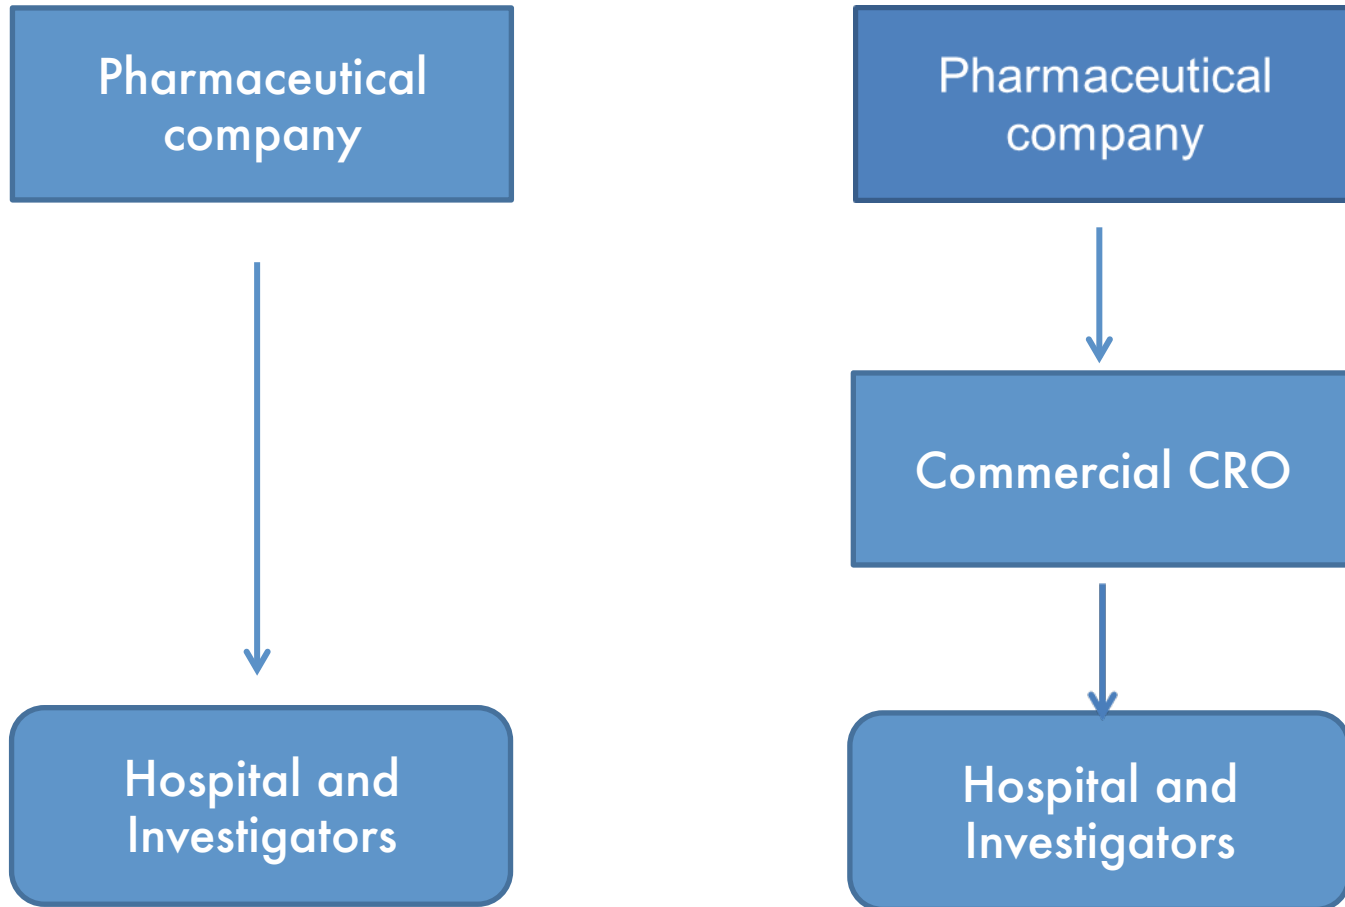 Pharmaceutical
company
Hospital and
Investigators
Pharmaceutical
company
Commercial CRO
Hospital and
Investigators